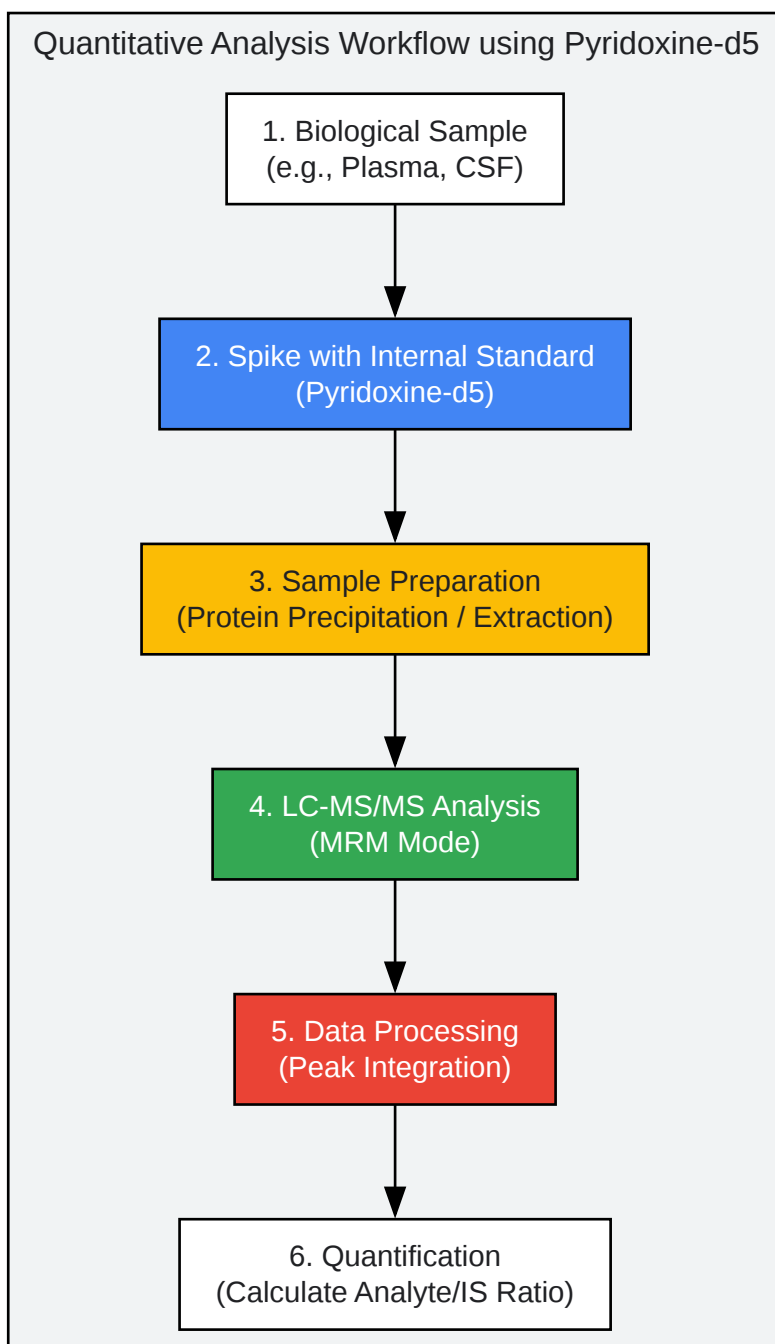 Quantitative Analysis Workflow using Pyridoxine-d5
1. Biological Sample
(e.g., Plasma, CSF)
2. Spike with Internal Standard
(Pyridoxine-d5)
3. Sample Preparation
(Protein Precipitation / Extraction)
4. LC-MS/MS Analysis
(MRM Mode)
5. Data Processing
(Peak Integration)
6. Quantification
(Calculate Analyte/IS Ratio)